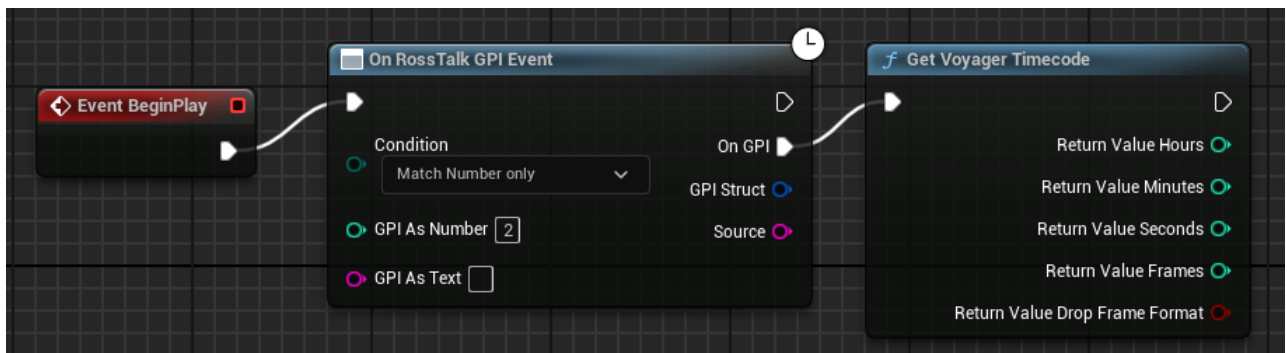 Event BeginPlay
On RossTalk GPI Event
Condition
Match Number only
GPI As Number 2
GPI As Text
On GPI
GPI Struct
Source
f Get Voyager Timecode
Return Value Hours
Return Value Minutes
Return Value Seconds
Return Value Frames
Return Value Drop Frame Format